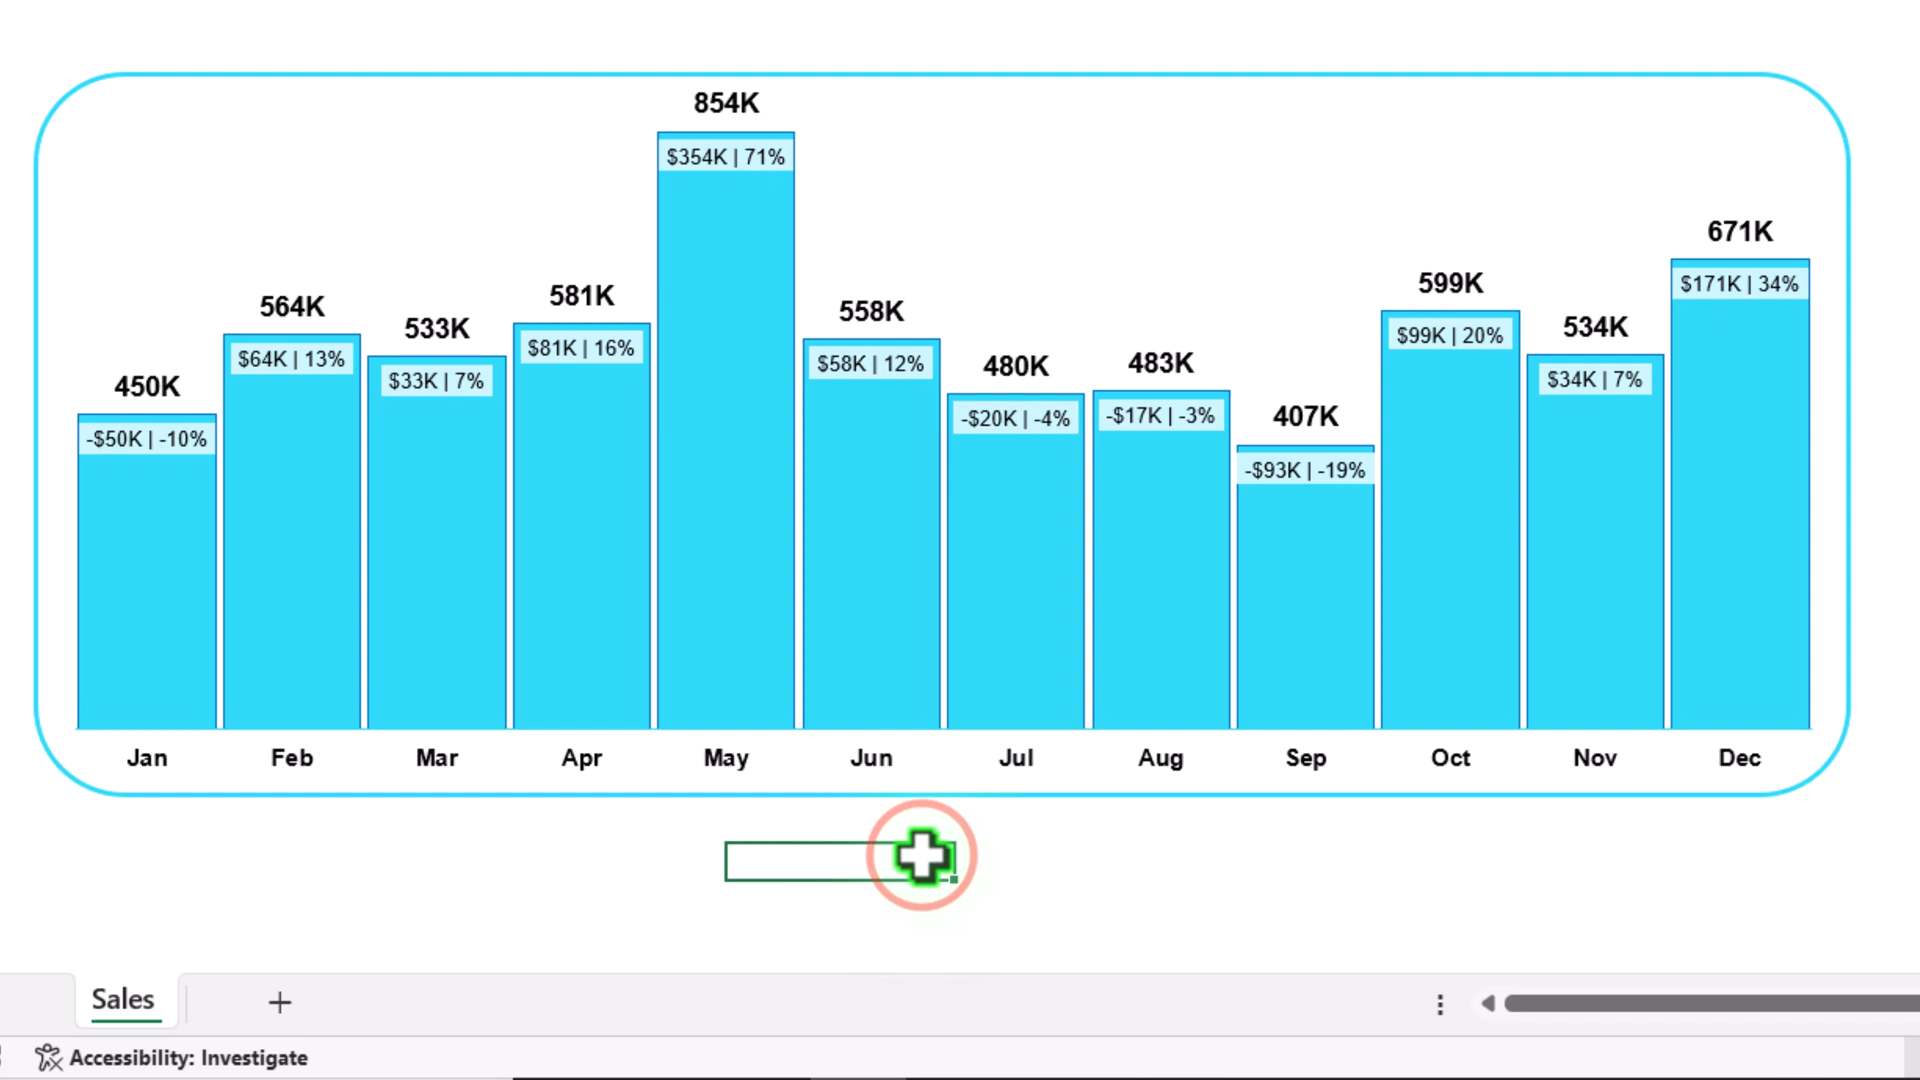 854K
$354K | 71%
671K
$171K | 34%
599K
$99K | 20%
581K
$81K | 16%
564K
$64K | 13%
558K
$58K | 12%
534K
$34K | 7%
533K
$33K | 7%
483K
-$17K | -3%
480K
-$20K | -4%
450K
-$50K | -10%
407K
-$93K | -19%
Jan Feb Mar Apr May Jun Jul Aug Sep Oct Nov Dec
Sales
Accessibility: Investigate